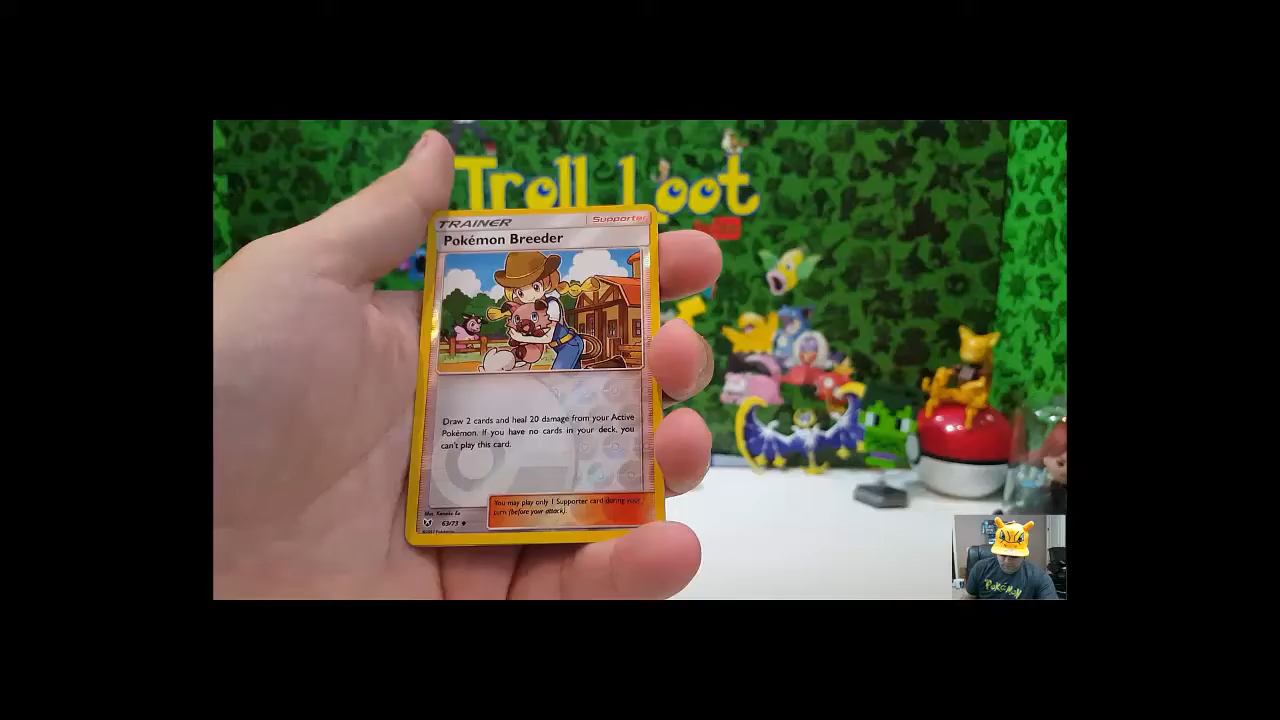 Troll Loot
TRAINER Supporter
Pokémon Breeder
Draw 2 cards and heal 20 damage from your Active
Pokémon. If you have no cards in your deck, you
can't play this card.
You may play only 1 Supporter card during your
turn (before your attack).
63/73
POKÉMON